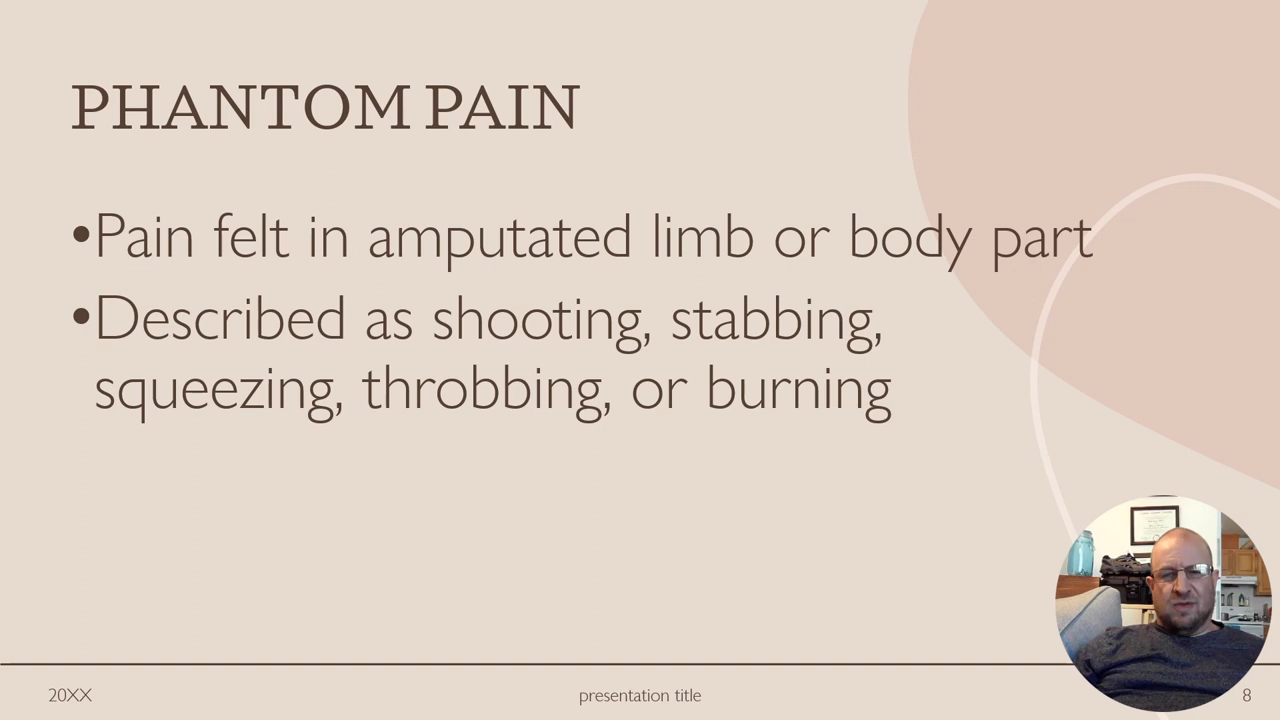 PHANTOM PAIN
•Pain felt in amputated limb or body part
•Described as shooting, stabbing,
squeezing, throbbing, or burning
20XX
presentation title
8